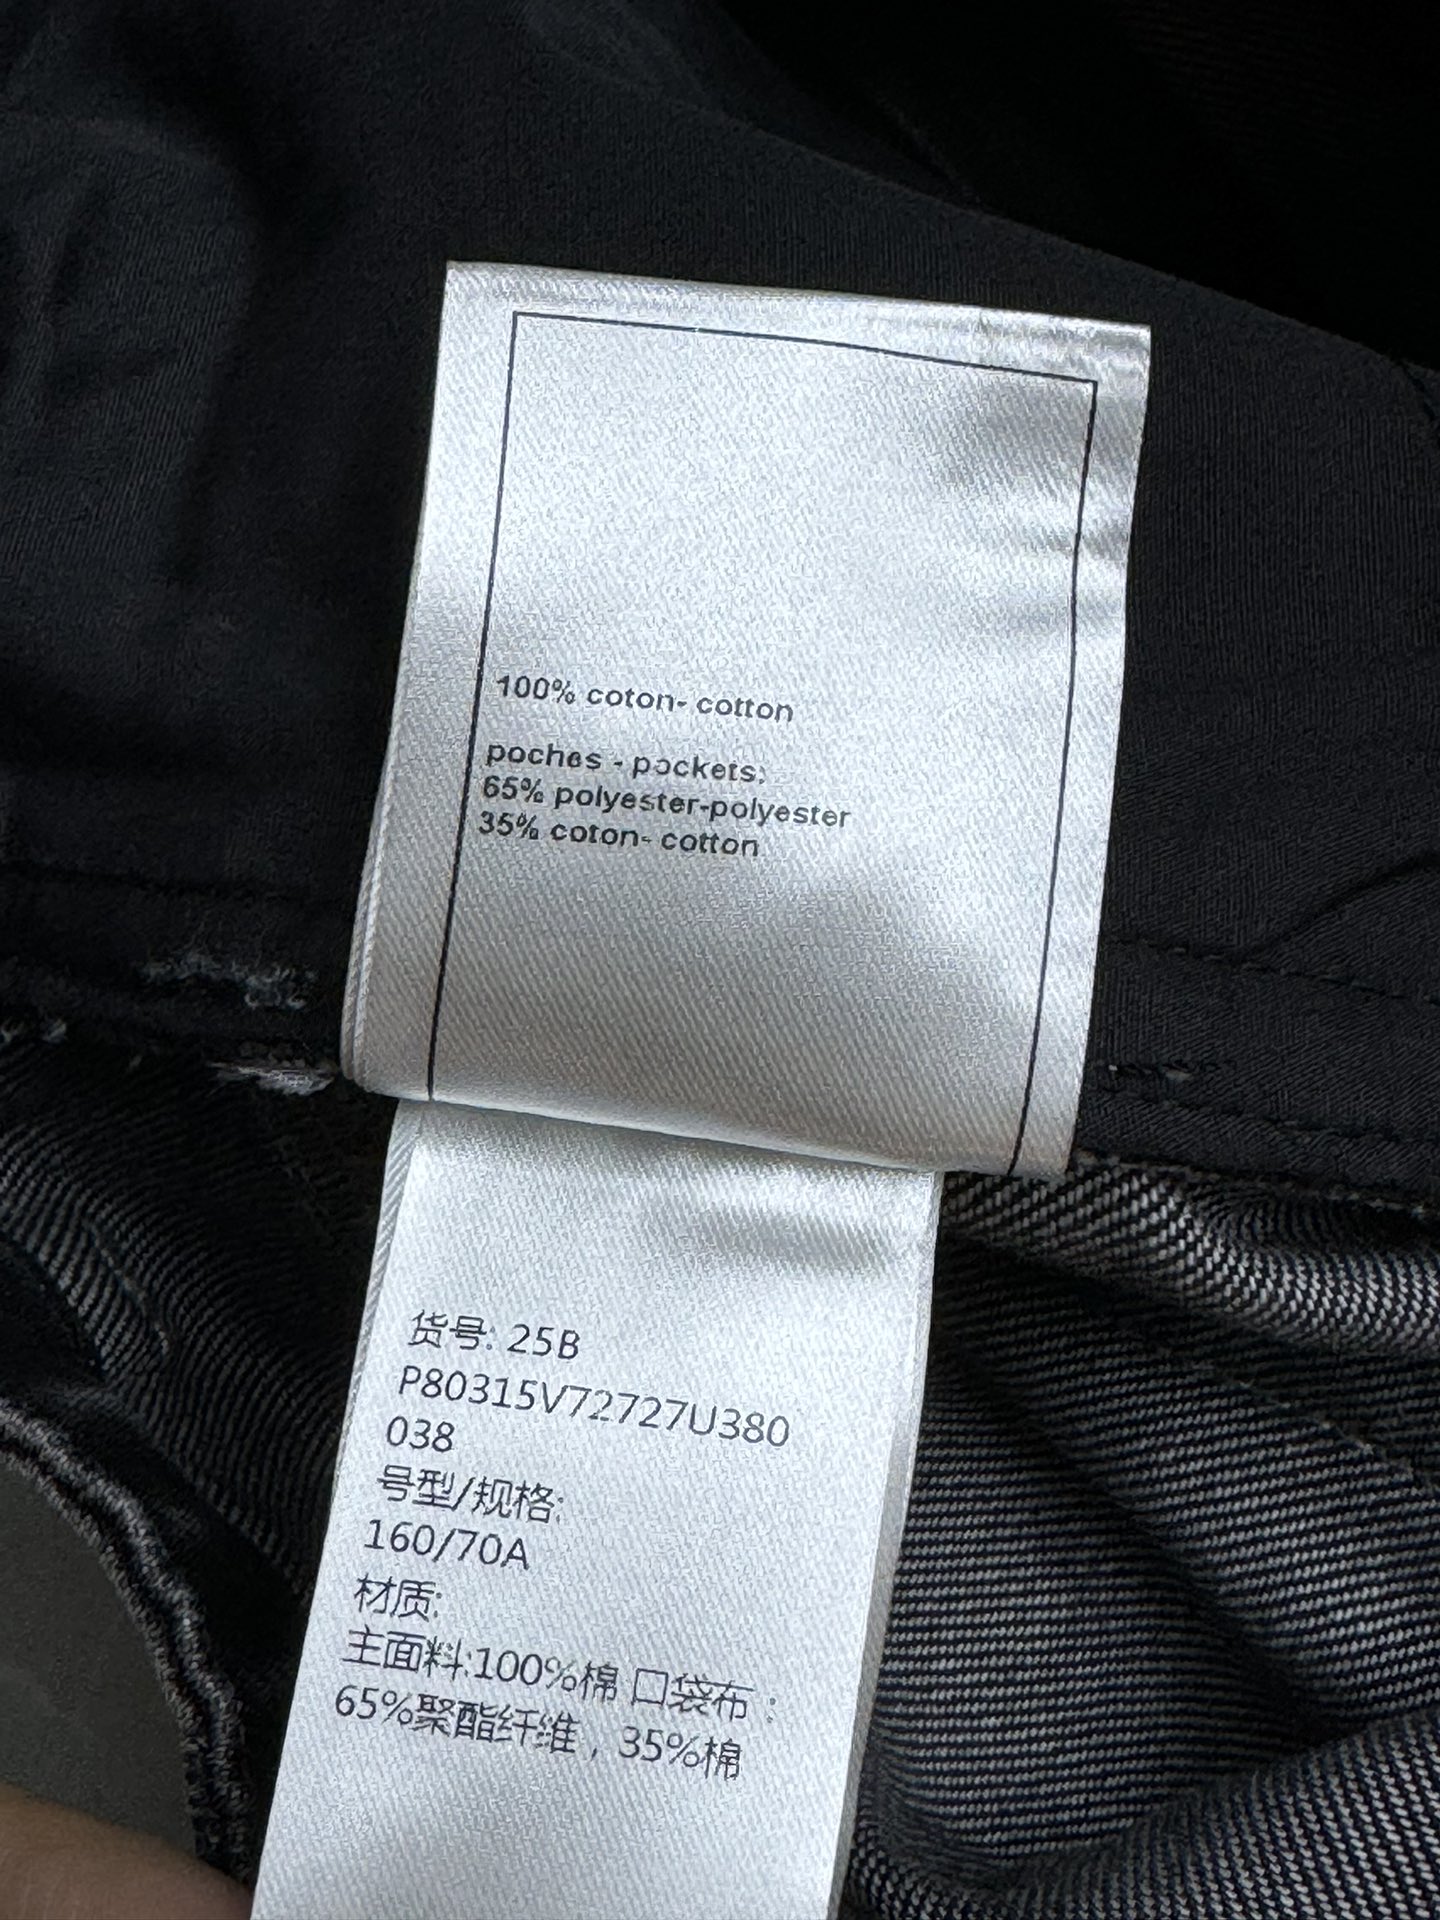 100% coton- cotton
poches - pockets:
65% polyester-polyester
35% coton- cotton
货号: 25B
P80315V72727U380
038
号型/规格:
160/70A
材质:
主面料:100%棉 口袋布：
65%聚酯纤维，35%棉